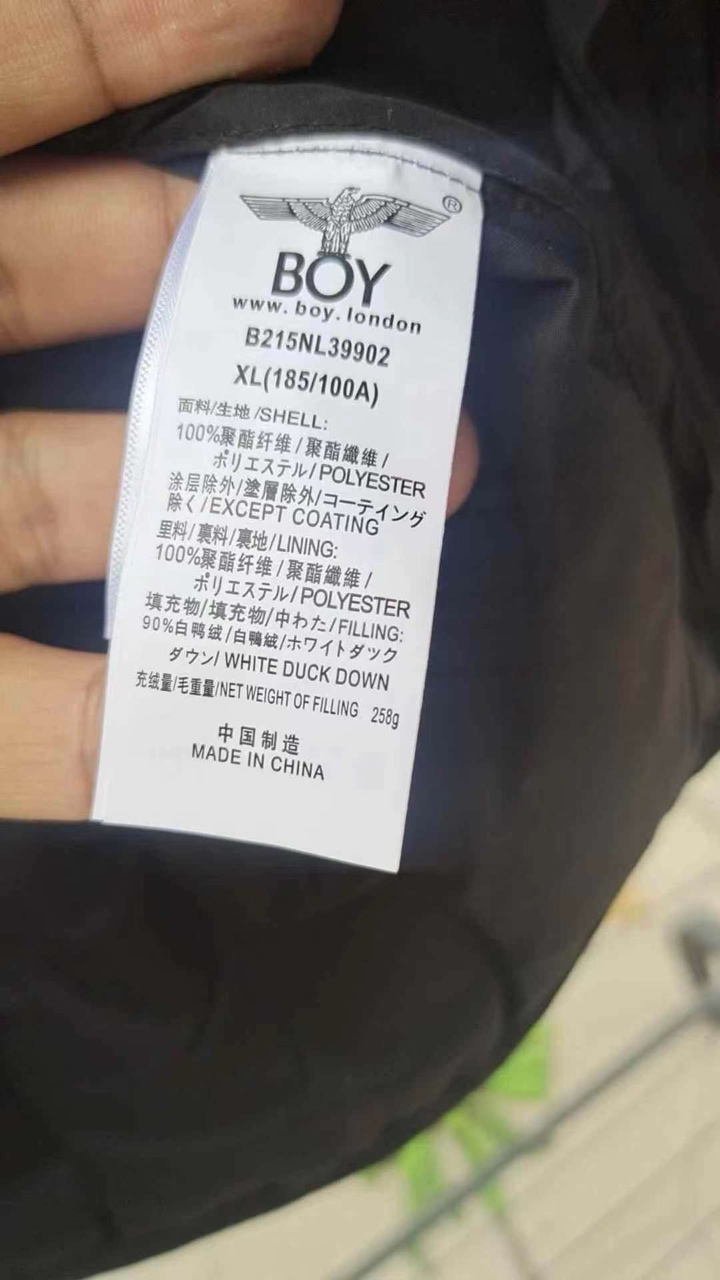 ®
BOY
www.boy.london
B215NL39902
XL(185/100A)
面料/生地/SHELL:
100%聚酯纤维/聚酯纖維/
ポリエステル/POLYESTER
涂层除外/塗層除外/コーティング
除く/EXCEPT COATING
里料/裏料/裏地/LINING:
100%聚酯纤维/聚酯纖維/
ポリエステル/POLYESTER
填充物/填充物/中わた/FILLING:
90%白鸭绒/白鴨絨/ホワイトダック
ダウン/WHITE DUCK DOWN
充绒量/毛重量/NET WEIGHT OF FILLING 258g
中国制造
MADE IN CHINA